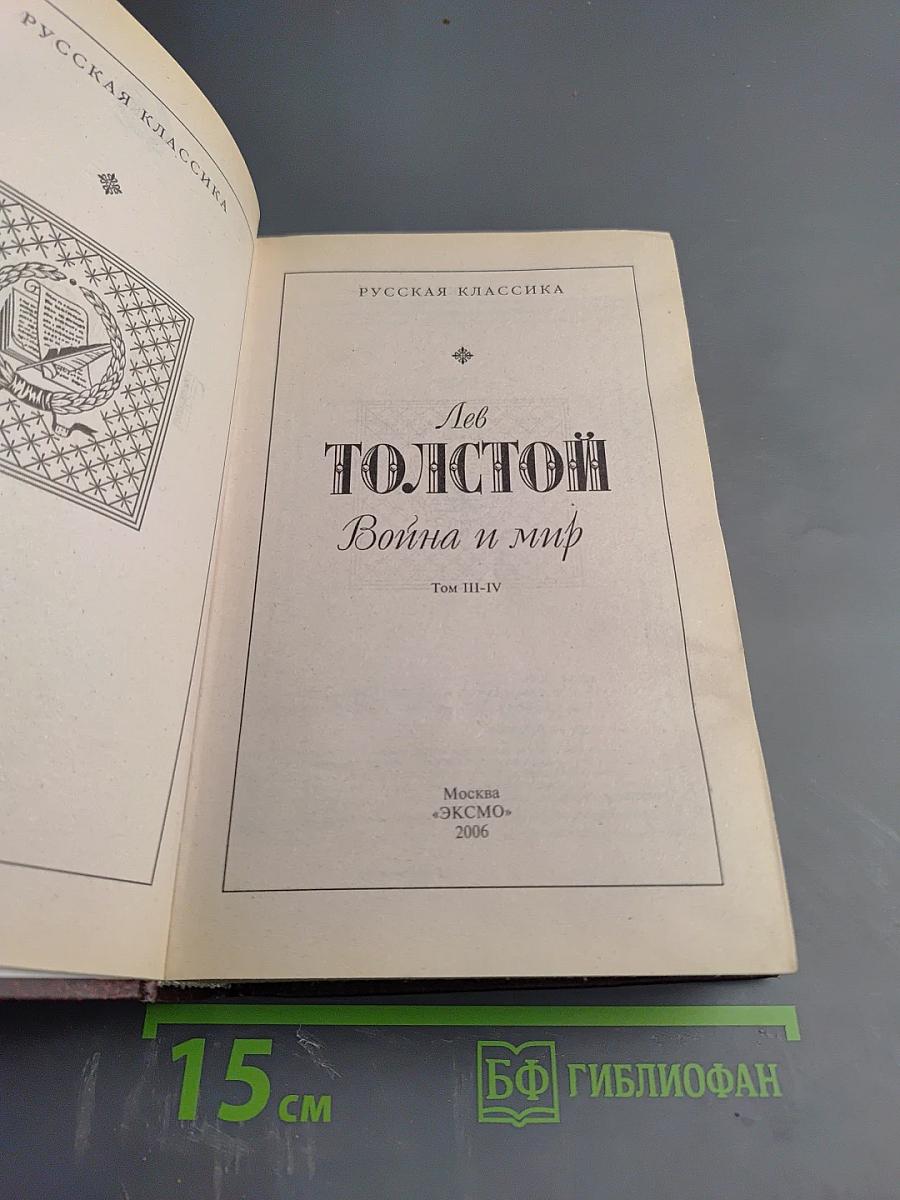 РУССКАЯ КЛАССИКА
РУССКАЯ КЛАССИКА
Лев
ТОЛСТОЙ
Война и мир
Том III-IV
Москва
«ЭКСМО»
2006
15 см
БФ ГИБЛИОФАН